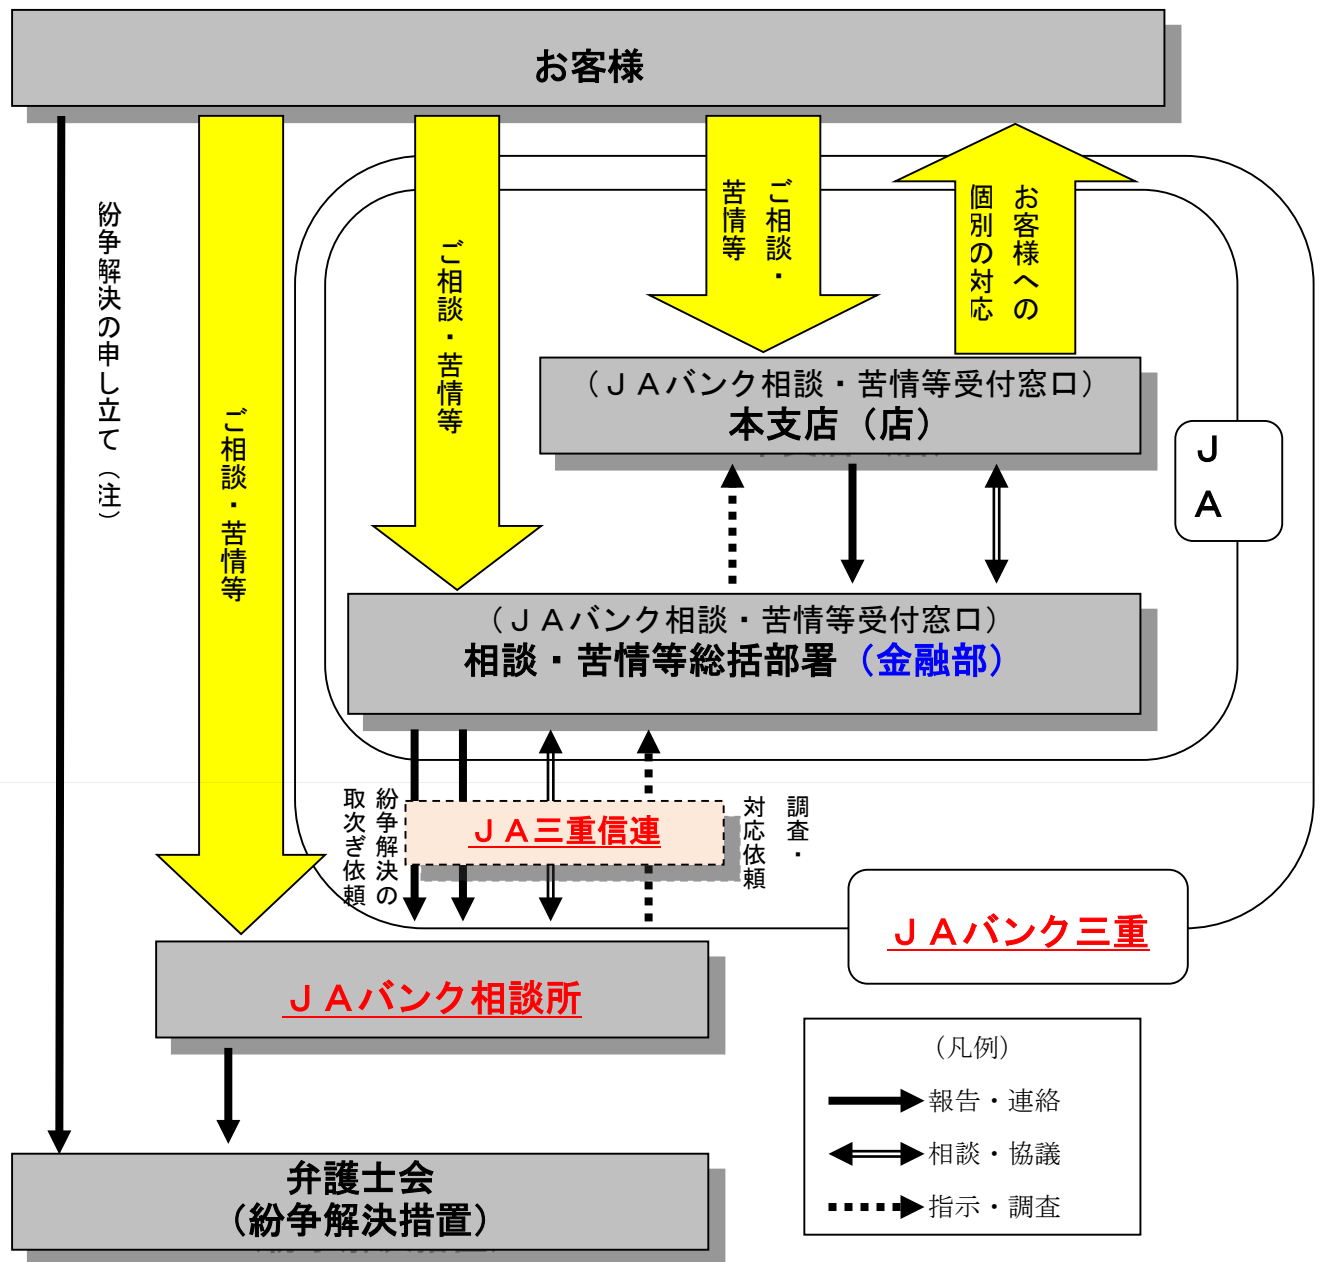 お客様
紛争解決の申し立て（注）
ご相談・苦情等
ご相談・苦情等
ご相談・
苦情等
お客様への
個別の対応
（ＪＡバンク相談・苦情等受付窓口）
本支店（店）
Ｊ
Ａ
（ＪＡバンク相談・苦情等受付窓口）
相談・苦情等総括部署（金融部）
紛争解決の
取次ぎ依頼
ＪＡ三重信連
調査・
対応依頼
ＪＡバンク三重
ＪＡバンク相談所
（凡例）
報告・連絡
相談・協議
指示・調査
弁護士会
（紛争解決措置）